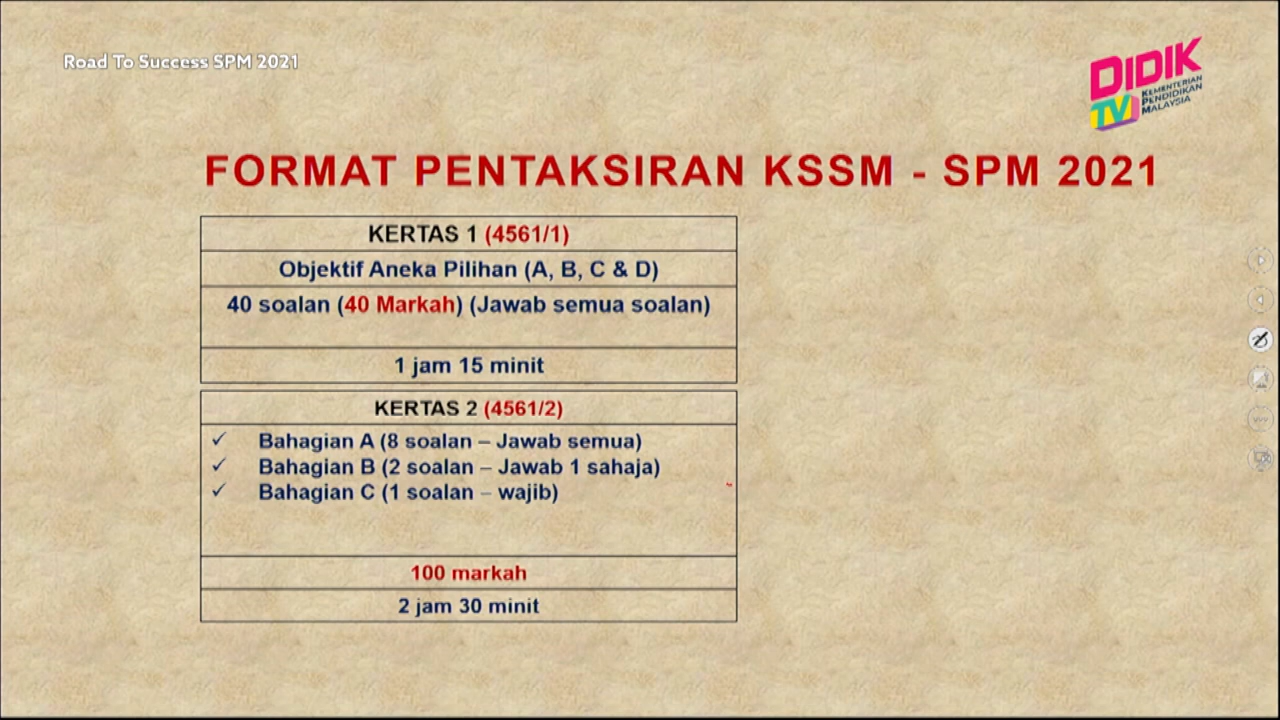 Road To Success SPM 2021
DIDIK
TV
KEMENTERIAN
PENDIDIKAN
MALAYSIA
FORMAT PENTAKSIRAN KSSM - SPM 2021
KERTAS 1 (4561/1)
Objektif Aneka Pilihan (A, B, C & D)
40 soalan (40 Markah) (Jawab semua soalan)
1 jam 15 minit
KERTAS 2 (4561/2)
✓ Bahagian A (8 soalan – Jawab semua)
✓ Bahagian B (2 soalan – Jawab 1 sahaja)
✓ Bahagian C (1 soalan – wajib)
100 markah
2 jam 30 minit